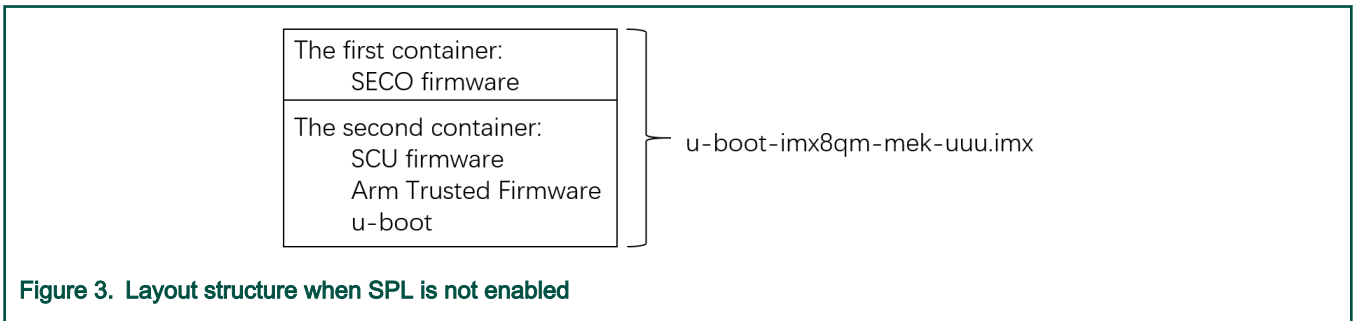 The first container:
SECO firmware
The second container:
SCU firmware
Arm Trusted Firmware
u-boot
u-boot-imx8qm-mek-uuu.imx
Figure 3. Layout structure when SPL is not enabled